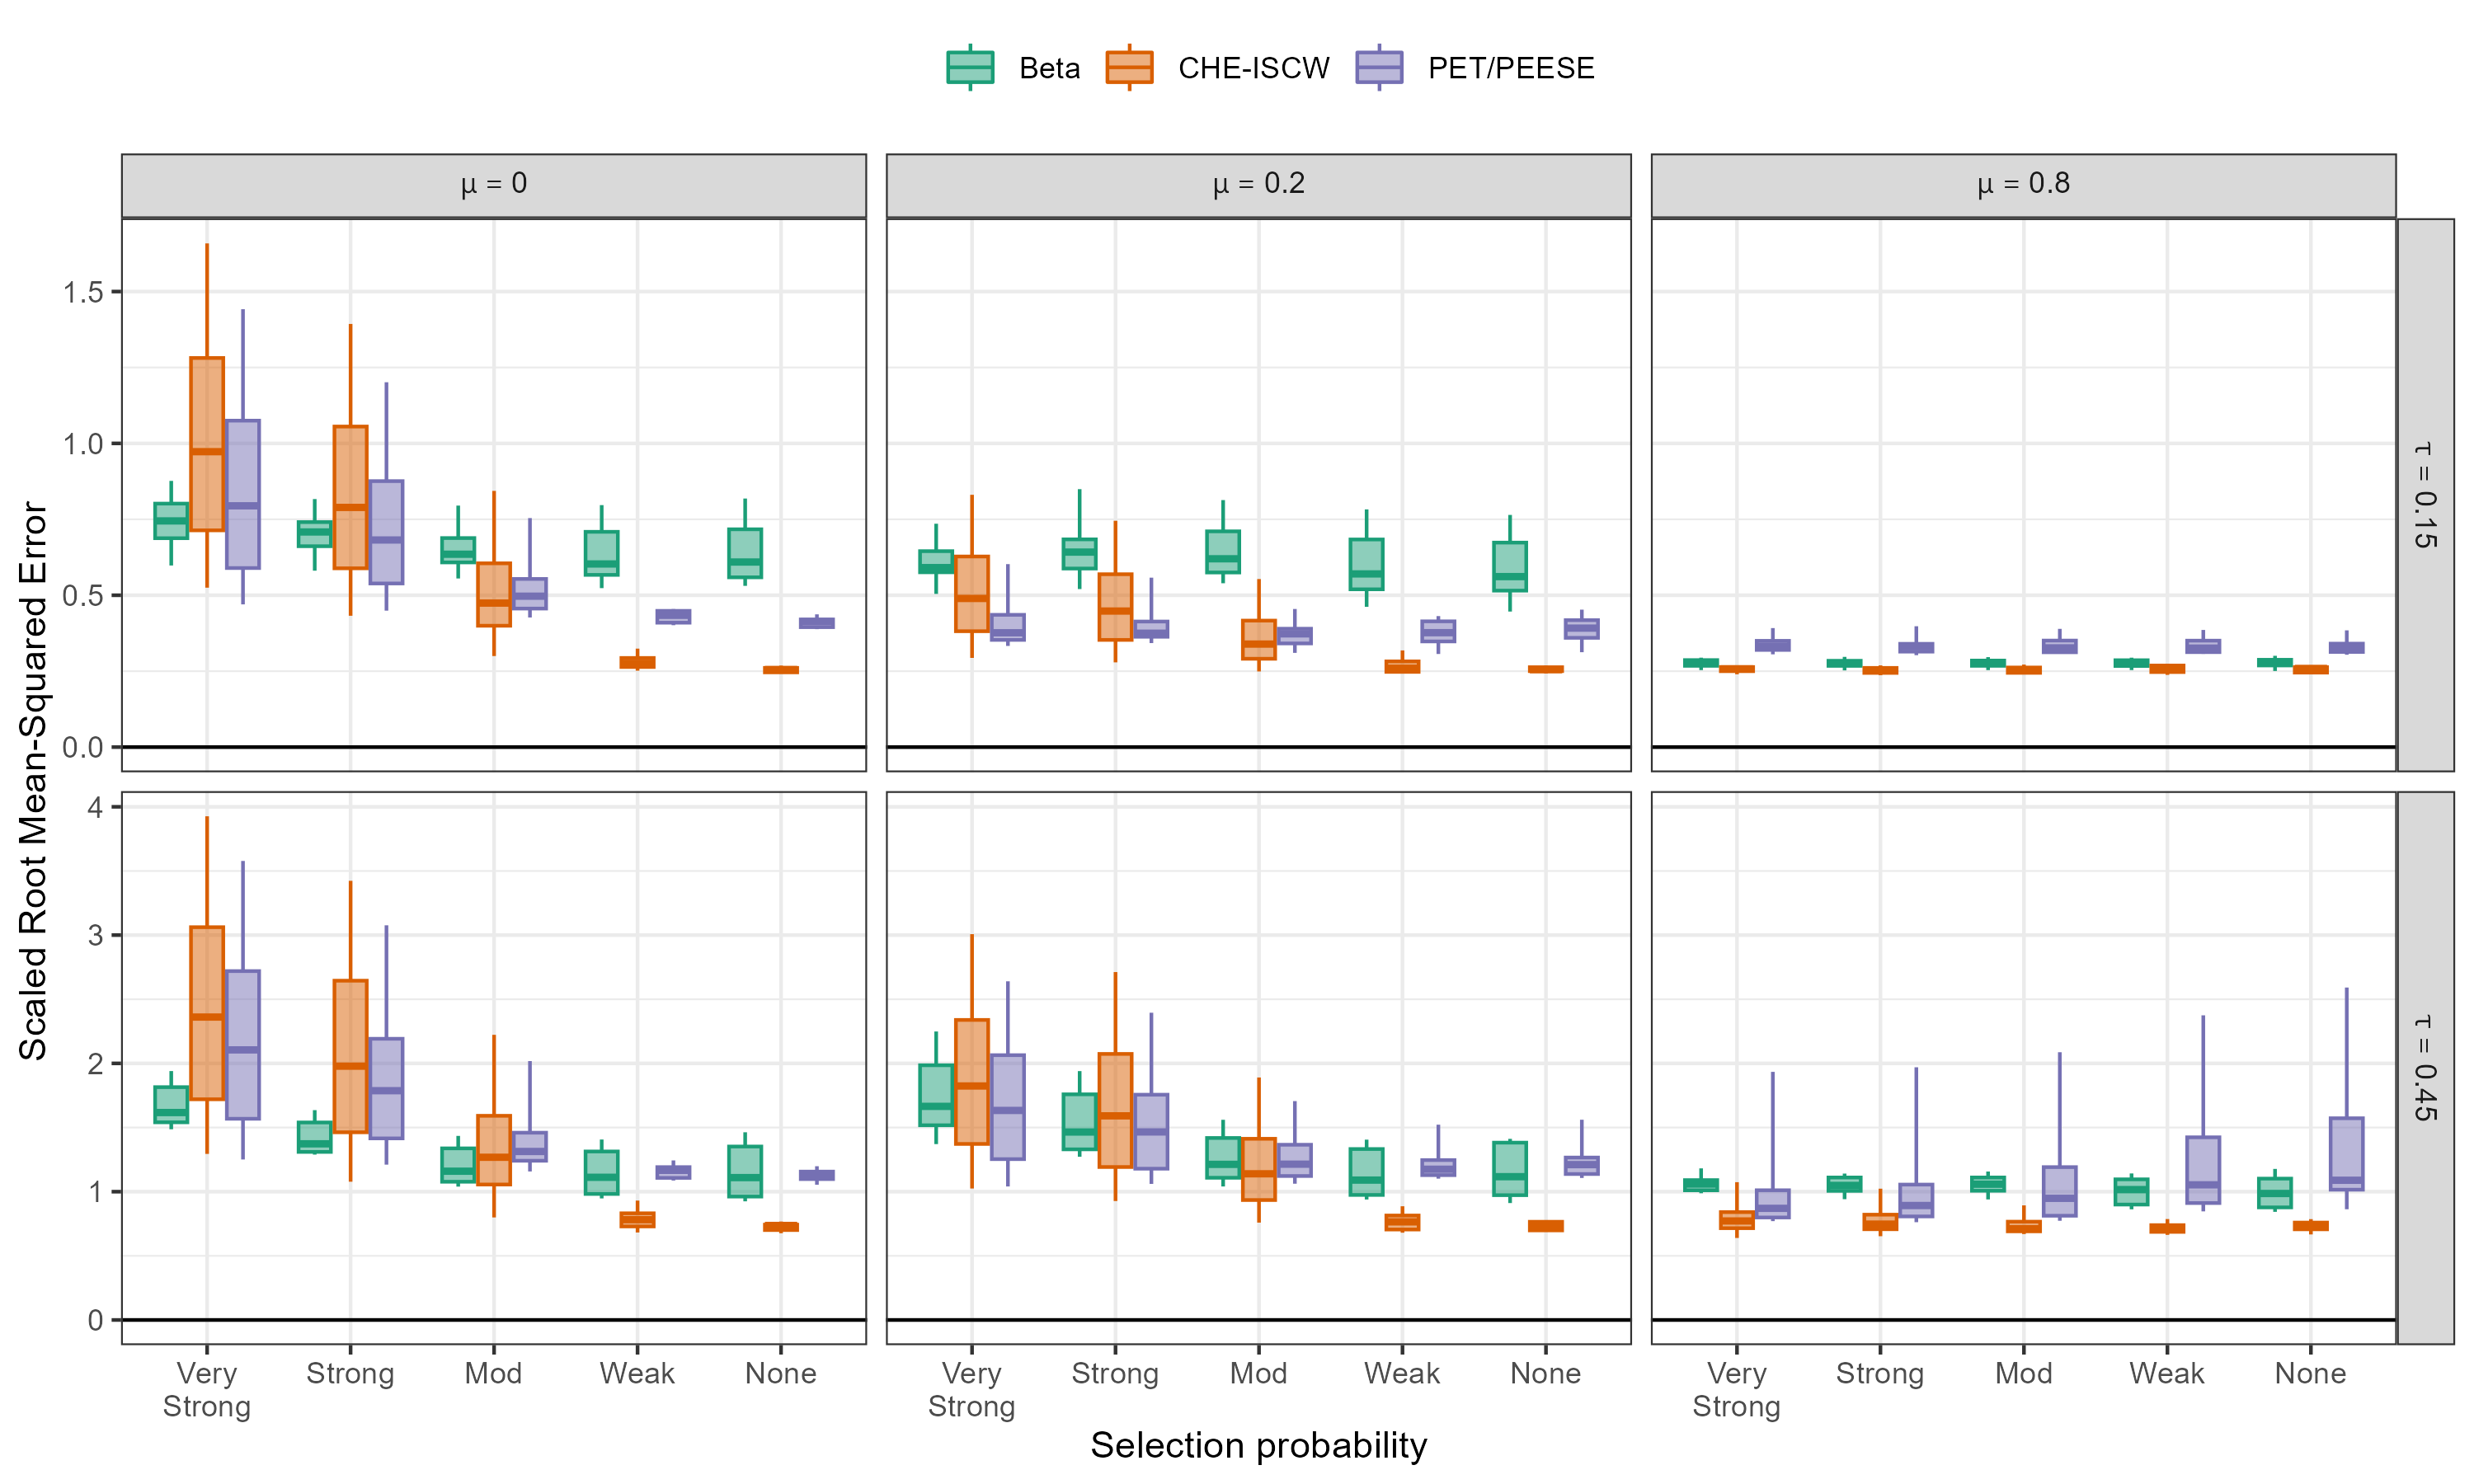 Beta CHE-ISCW PET/PEESE
μ = 0 μ = 0.2 μ = 0.8
Scaled Root Mean-Squared Error
1.5
1.0
0.5
0.0
τ = 0.15
4
3
2
1
0
τ = 0.45
Very Strong Mod Weak None Very Strong Mod Weak None Very Strong Mod Weak None
Strong Strong Strong
Selection probability